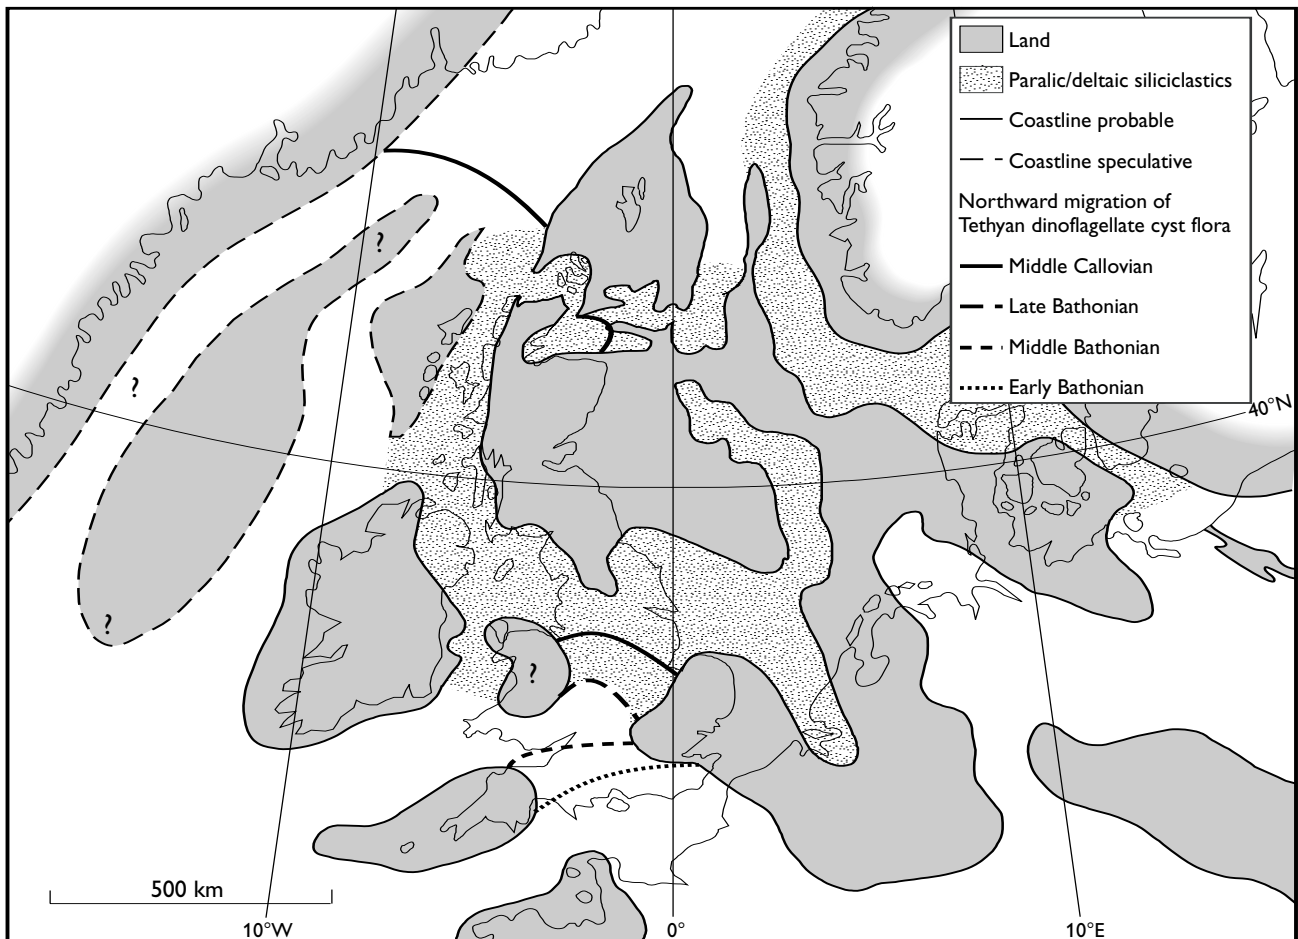 Land
Paralic/deltaic siliciclastics
Coastline probable
Coastline speculative
Northward migration of
Tethyan dinoflagellate cyst flora
Middle Callovian
Late Bathonian
Middle Bathonian
Early Bathonian
?
?
40°N
?
?
?
500 km
10°W
0°
10°E